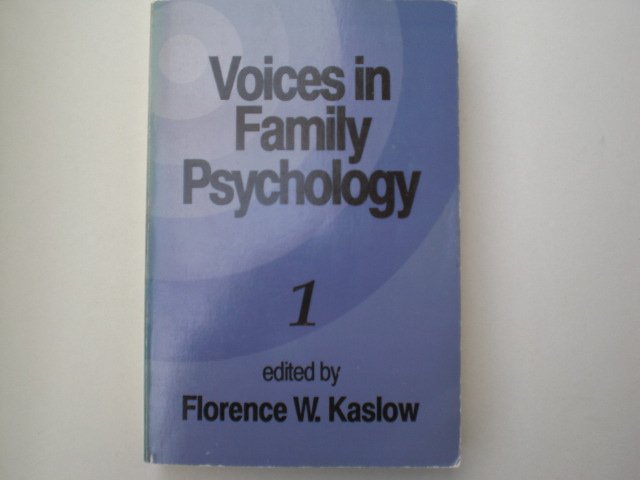 Voices in
Family
Psychology
1
edited by
Florence W. Kaslow